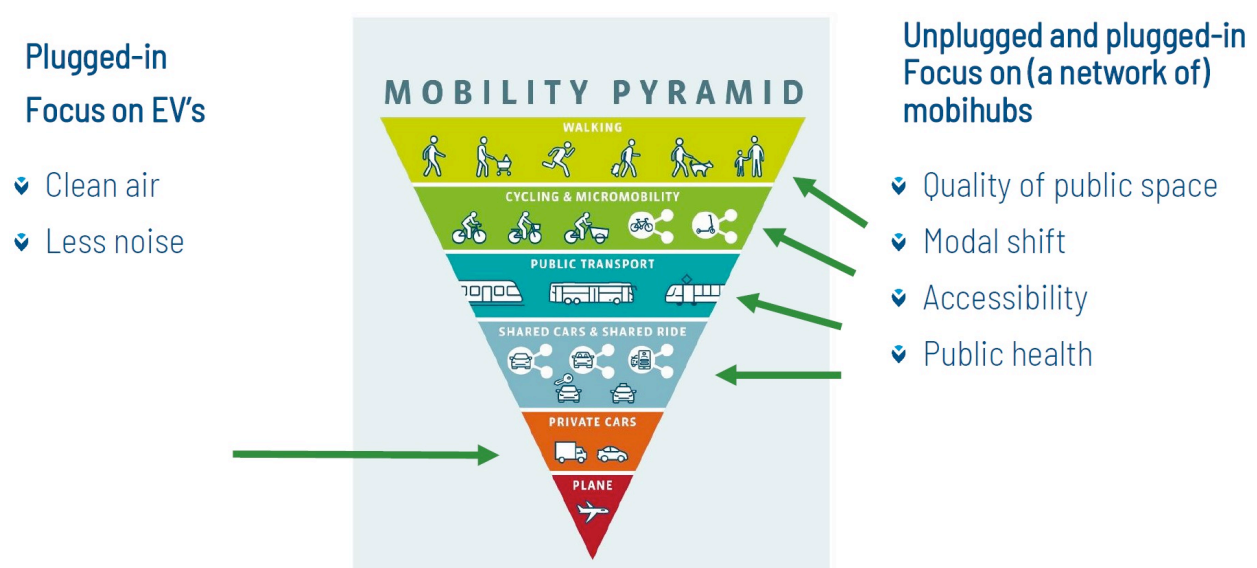 Plugged-in
Focus on EV's
Clean air
Less noise
MOBILITY PYRAMID
WALKING
CYCLING & MICROMOBILITY
PUBLIC TRANSPORT
SHARED CARS & SHARED RIDE
PRIVATE CARS
PLANE
Unplugged and plugged-in
Focus on (a network of)
mobihubs
Quality of public space
Modal shift
Accessibility
Public health